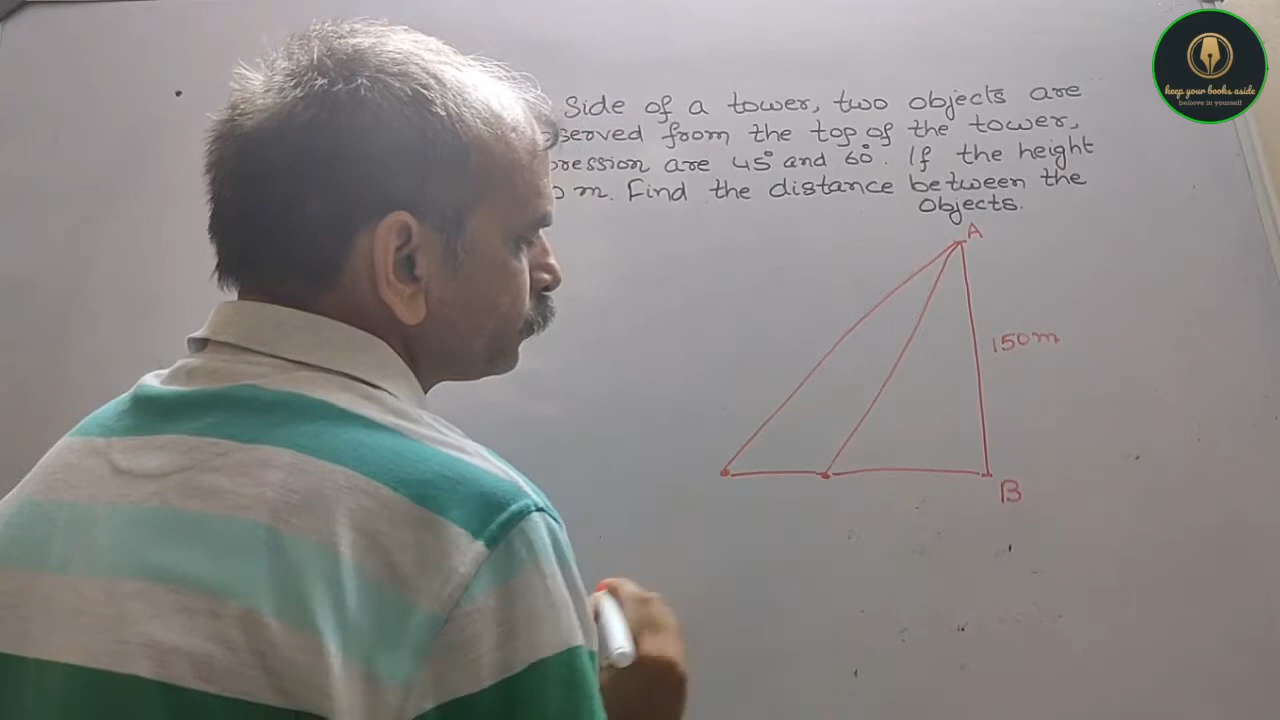 Side of a tower, two objects are
served from the top of the tower,
pression are 45° and 60°. If the height
m. Find the distance between the
objects.
A
150m
B
keep your books aside
believe in yourself